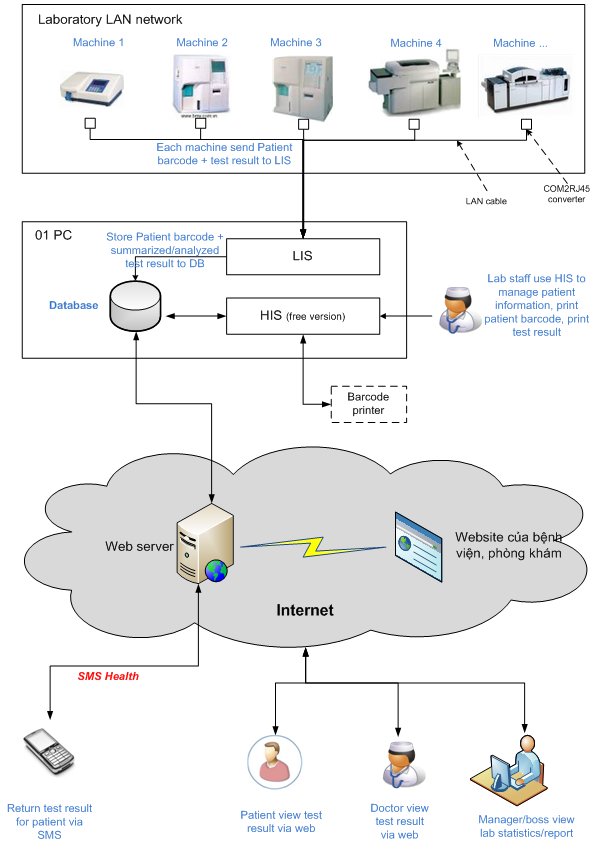 Laboratory LAN network
Machine 1
Machine 2
Machine 3
Machine 4
Machine ...
Each machine send Patient
barcode + test result to LIS
LAN cable
COM2RJ45
converter
01 PC
Store Patient barcode +
summarized/analyzed
test result to DB
LIS
Database
HIS (free version)
Lab staff use HIS to
manage patient
information, print
patient barcode, print
test result
Barcode
printer
Web server
Website của bệnh
viện, phòng khám
Internet
SMS Health
Return test result
for patient via
SMS
Patient view test
result via web
Doctor view
test result
via web
Manager/boss view
lab statistics/report